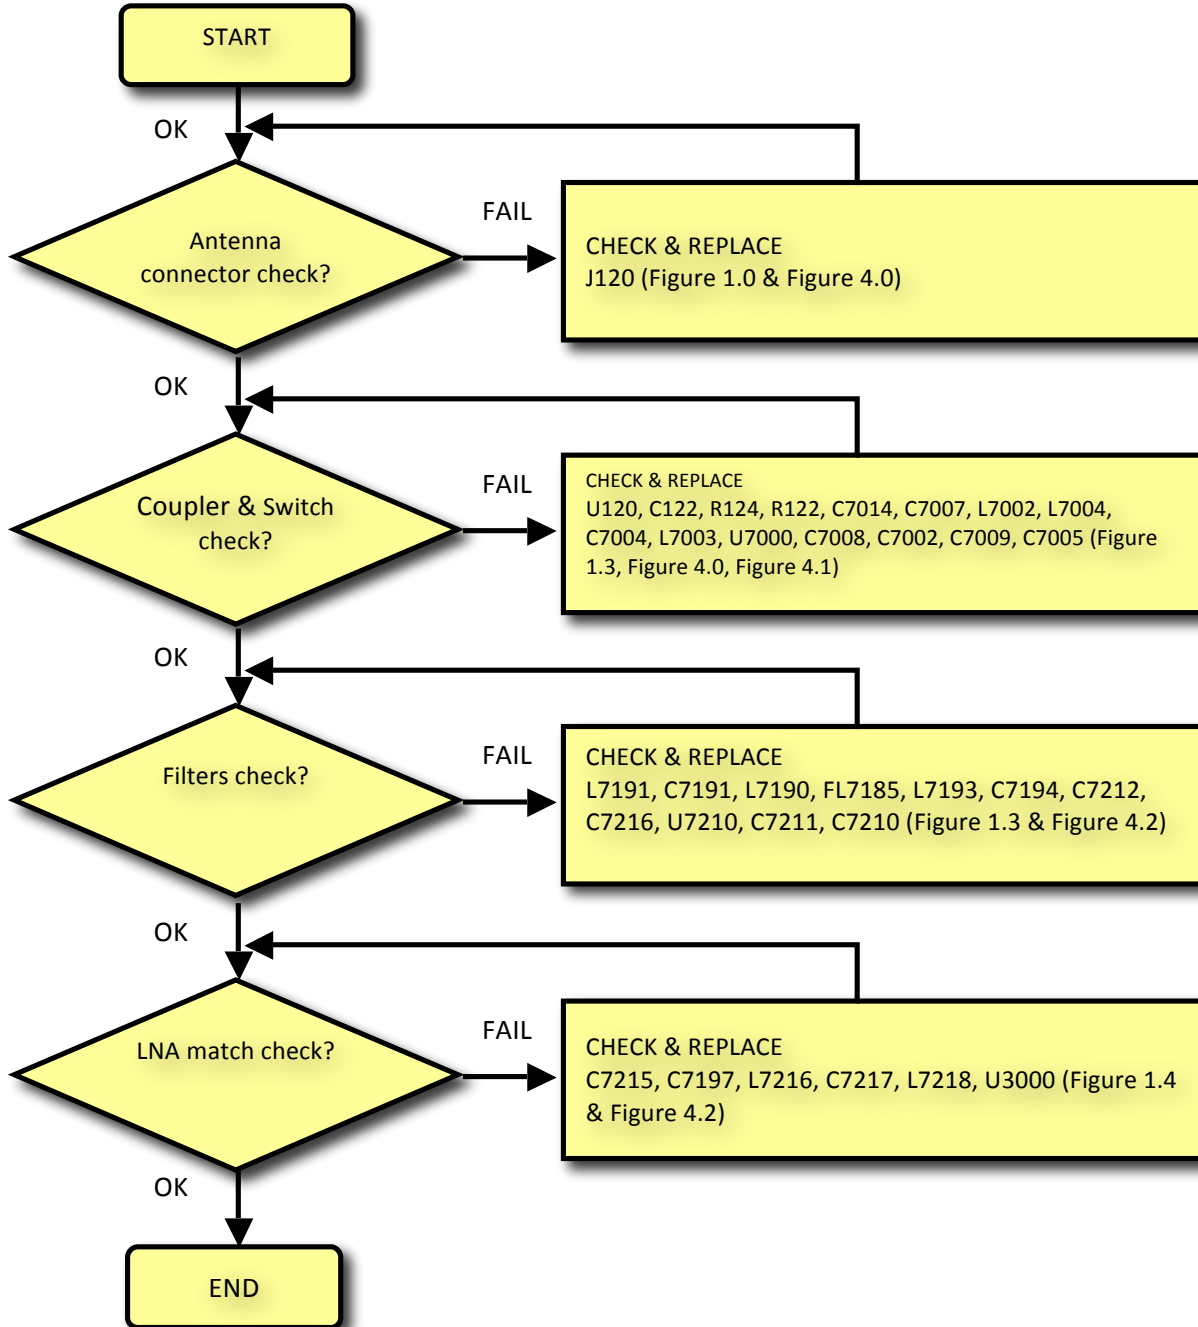 START
OK
Antenna
connector check?
FAIL
CHECK & REPLACE
J120 (Figure 1.0 & Figure 4.0)
OK
Coupler & Switch
check?
FAIL
CHECK & REPLACE
U120, C122, R124, R122, C7014, C7007, L7002, L7004,
C7004, L7003, U7000, C7008, C7002, C7009, C7005 (Figure
1.3, Figure 4.0, Figure 4.1)
OK
Filters check?
FAIL
CHECK & REPLACE
L7191, C7191, L7190, FL7185, L7193, C7194, C7212,
C7216, U7210, C7211, C7210 (Figure 1.3 & Figure 4.2)
OK
LNA match check?
FAIL
CHECK & REPLACE
C7215, C7197, L7216, C7217, L7218, U3000 (Figure 1.4
& Figure 4.2)
OK
END